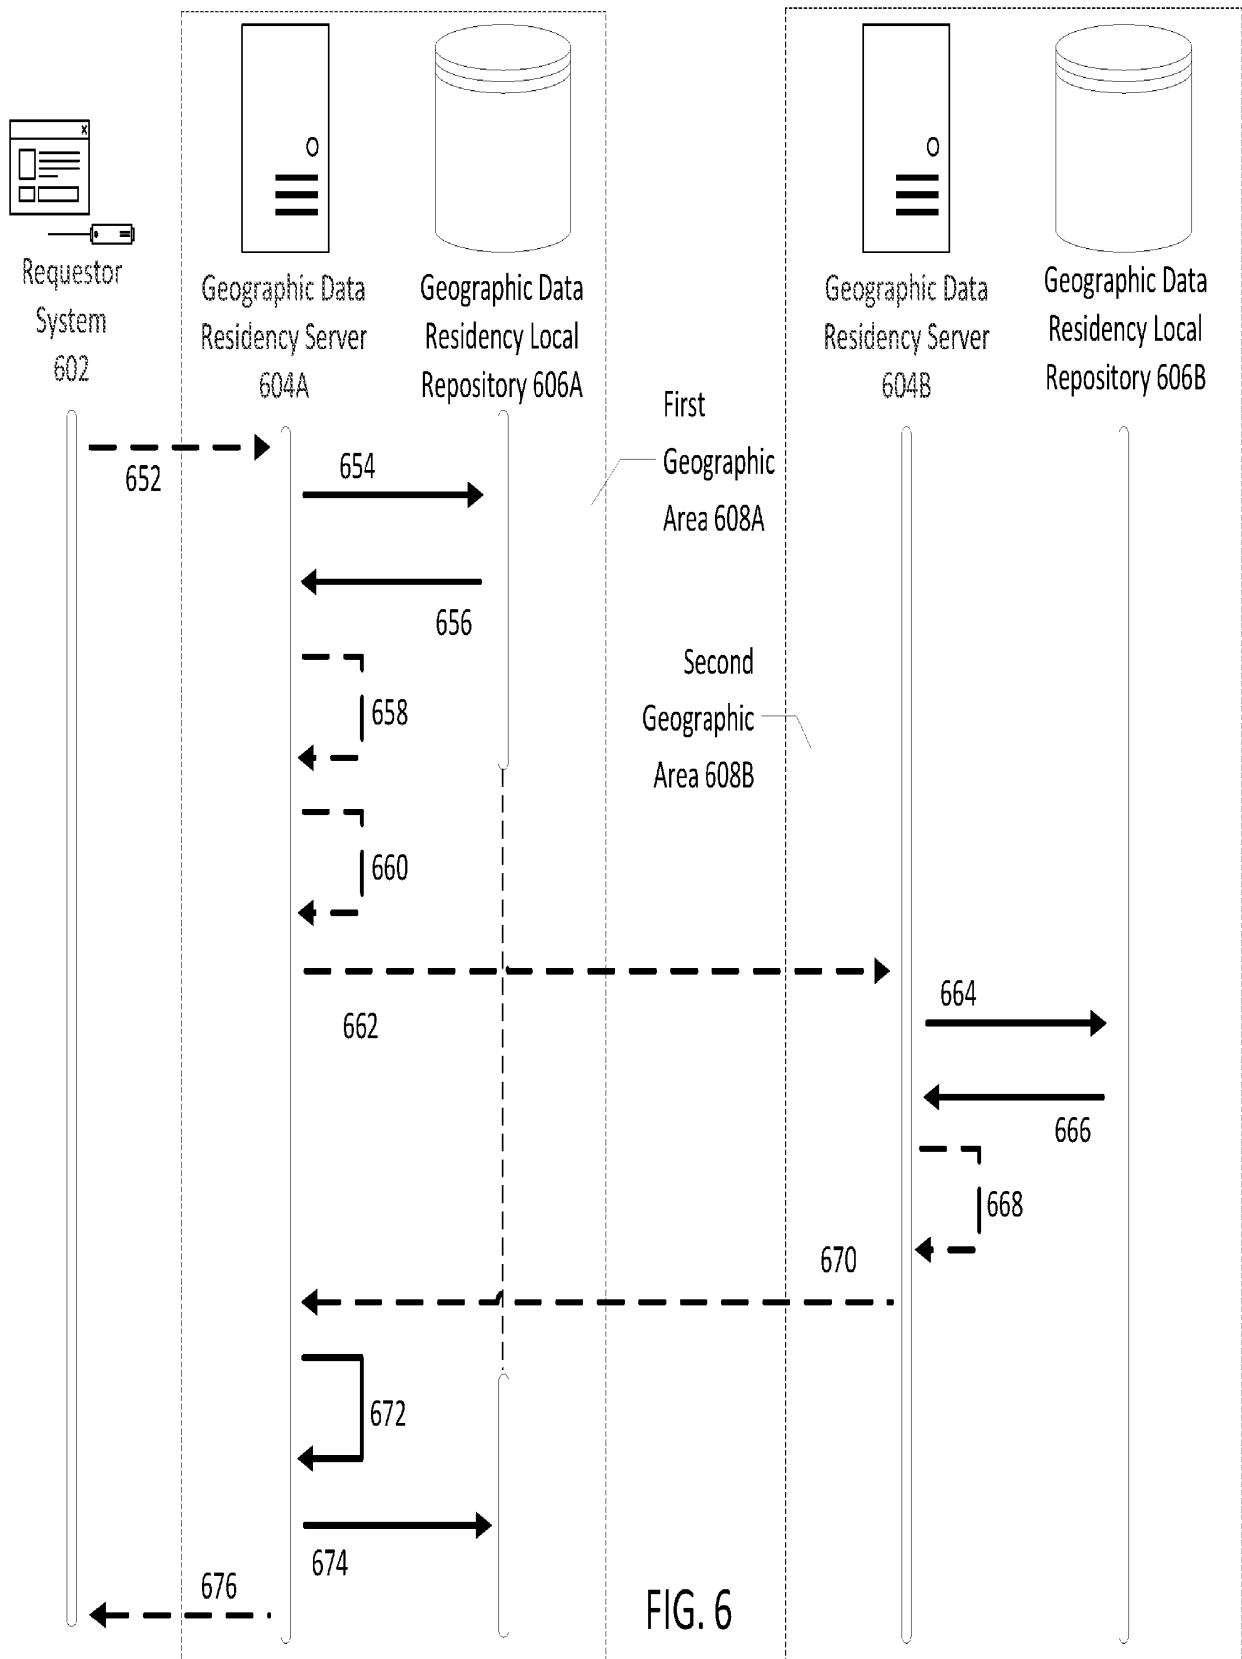 x
Requestor
System
602
Geographic Data
Residency Server
604A
Geographic Data
Residency Local
Repository 606A
Geographic Data
Residency Server
604B
Geographic Data
Residency Local
Repository 606B
First
Geographic
Area 608A
652
654
656
658
Second
Geographic
Area 608B
660
662
664
666
668
670
672
674
676
FIG. 6